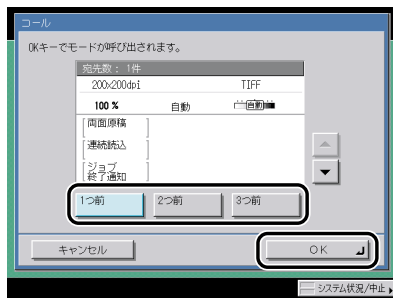 コール
OKキーでモードが呼び出されます。
宛先数： 1件
200x200dpi TIFF
100 % 自動 自動
[両面原稿 ]
[連続読込 ]
[ジョブ
終了通知 ]
1つ前 2つ前 3つ前
キャンセル OK
システム状況/中止